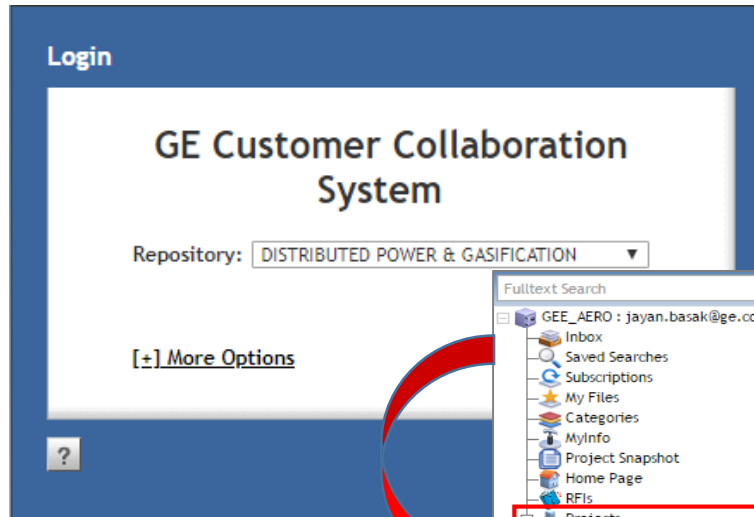 Login
GE Customer Collaboration
System
Repository: DISTRIBUTED POWER & GASIFICATION
[+] More Options
?
Fulltext Search
GEE_AERO : jayan.basak@ge.co
Inbox
Saved Searches
Subscriptions
My Files
Categories
MyInfo
Project Snapshot
Home Page
RFIs
Projects